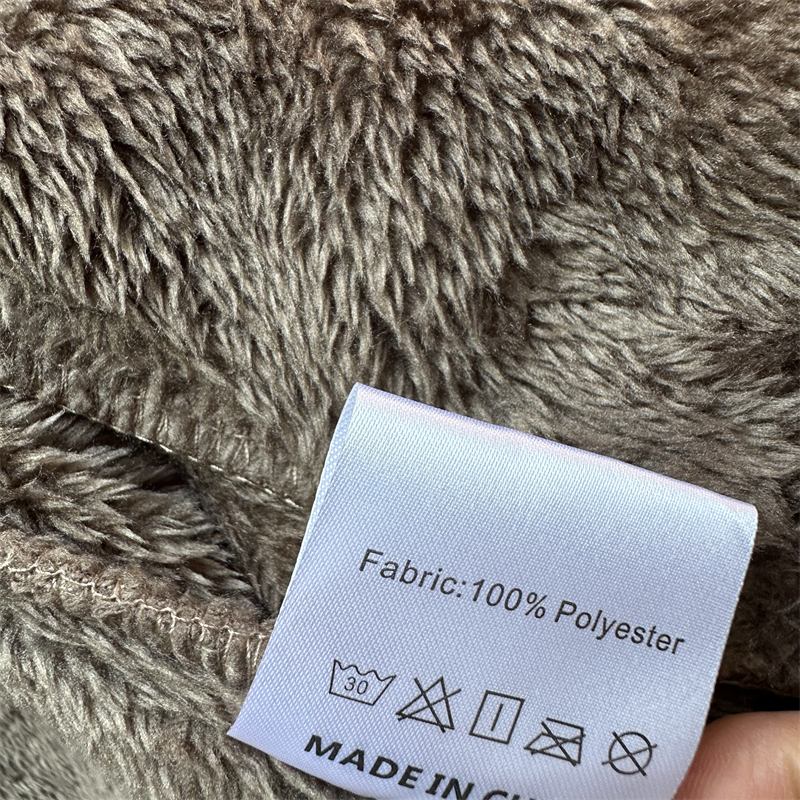 Fabric:100% Polyester
30
MADE IN